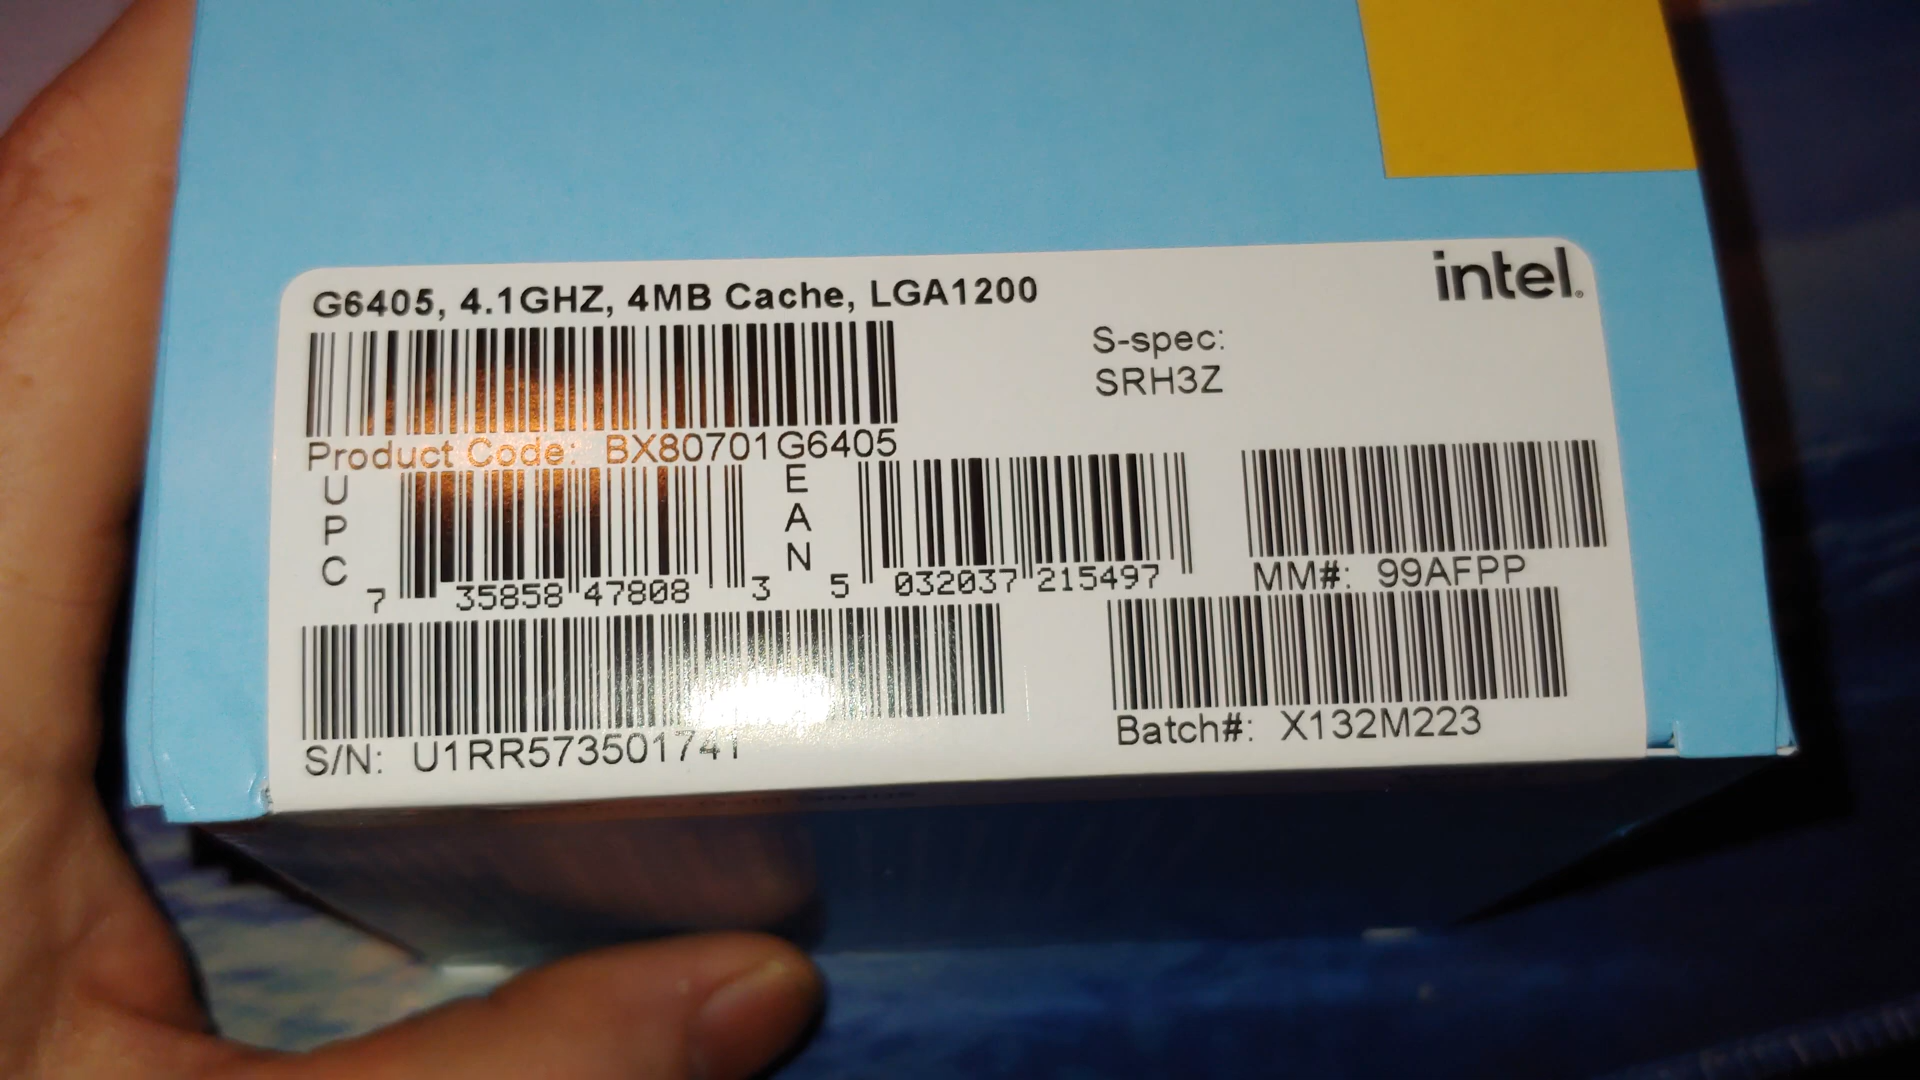 G6405, 4.1GHZ, 4MB Cache, LGA1200
intel.
S-spec:
SRH3Z
Product Code: BX80701G6405
UPC
7 35858 47808 3
EAN
5 032037 215497
MM#: 99AFPP
S/N:
Batch#: X132M223